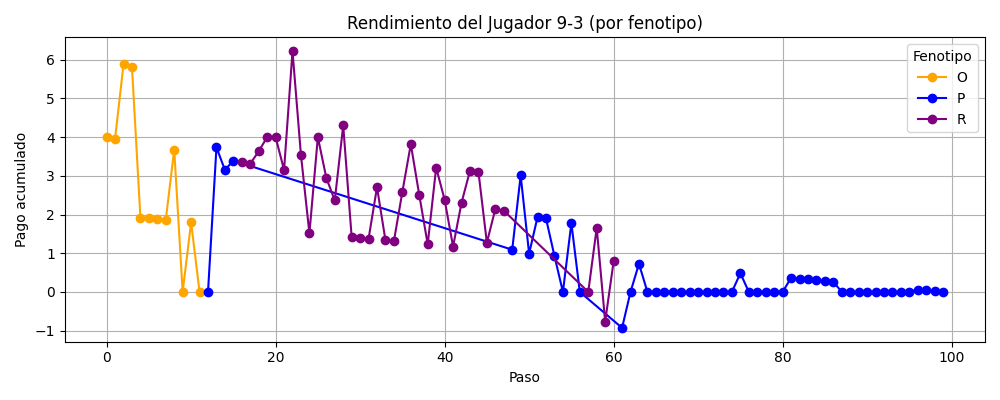 Rendimiento del Jugador 9-3 (por fenotipo)
Pago acumulado
6
5
4
3
2
1
0
−1
Fenotipo
O
P
R
0 20 40 60 80 100
Paso